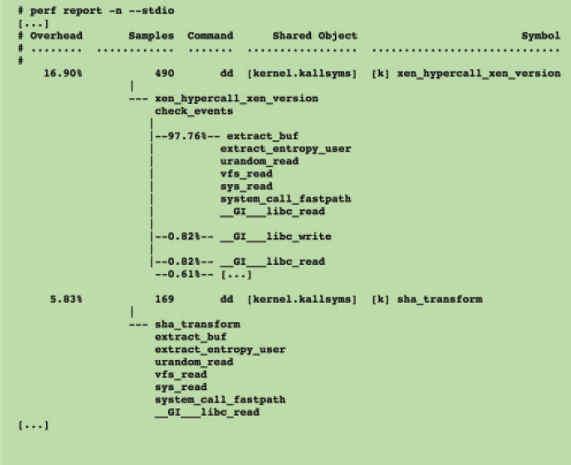 # perf report -n --stdio
[...]
# Overhead      Samples  Command      Shared Object                         Symbol
# ........  ............  .......  .................  .............................
#
    16.90%           490       dd  [kernel.kallsyms]  [k] xen_hypercall_xen_version
                 |
                 --- xen_hypercall_xen_version
                     check_events
                    |
                    |--97.76%-- extract_buf
                    |          extract_entropy_user
                    |          urandom_read
                    |          vfs_read
                    |          sys_read
                    |          system_call_fastpath
                    |          __GI___libc_read
                    |
                    |--0.82%-- __GI___libc_write
                    |
                    |--0.82%-- __GI___libc_read
                     --0.61%-- [...]
     5.83%           169       dd  [kernel.kallsyms]  [k] sha_transform
                 |
                 --- sha_transform
                     extract_buf
                     extract_entropy_user
                     urandom_read
                     vfs_read
                     sys_read
                     system_call_fastpath
                     __GI___libc_read
[...]